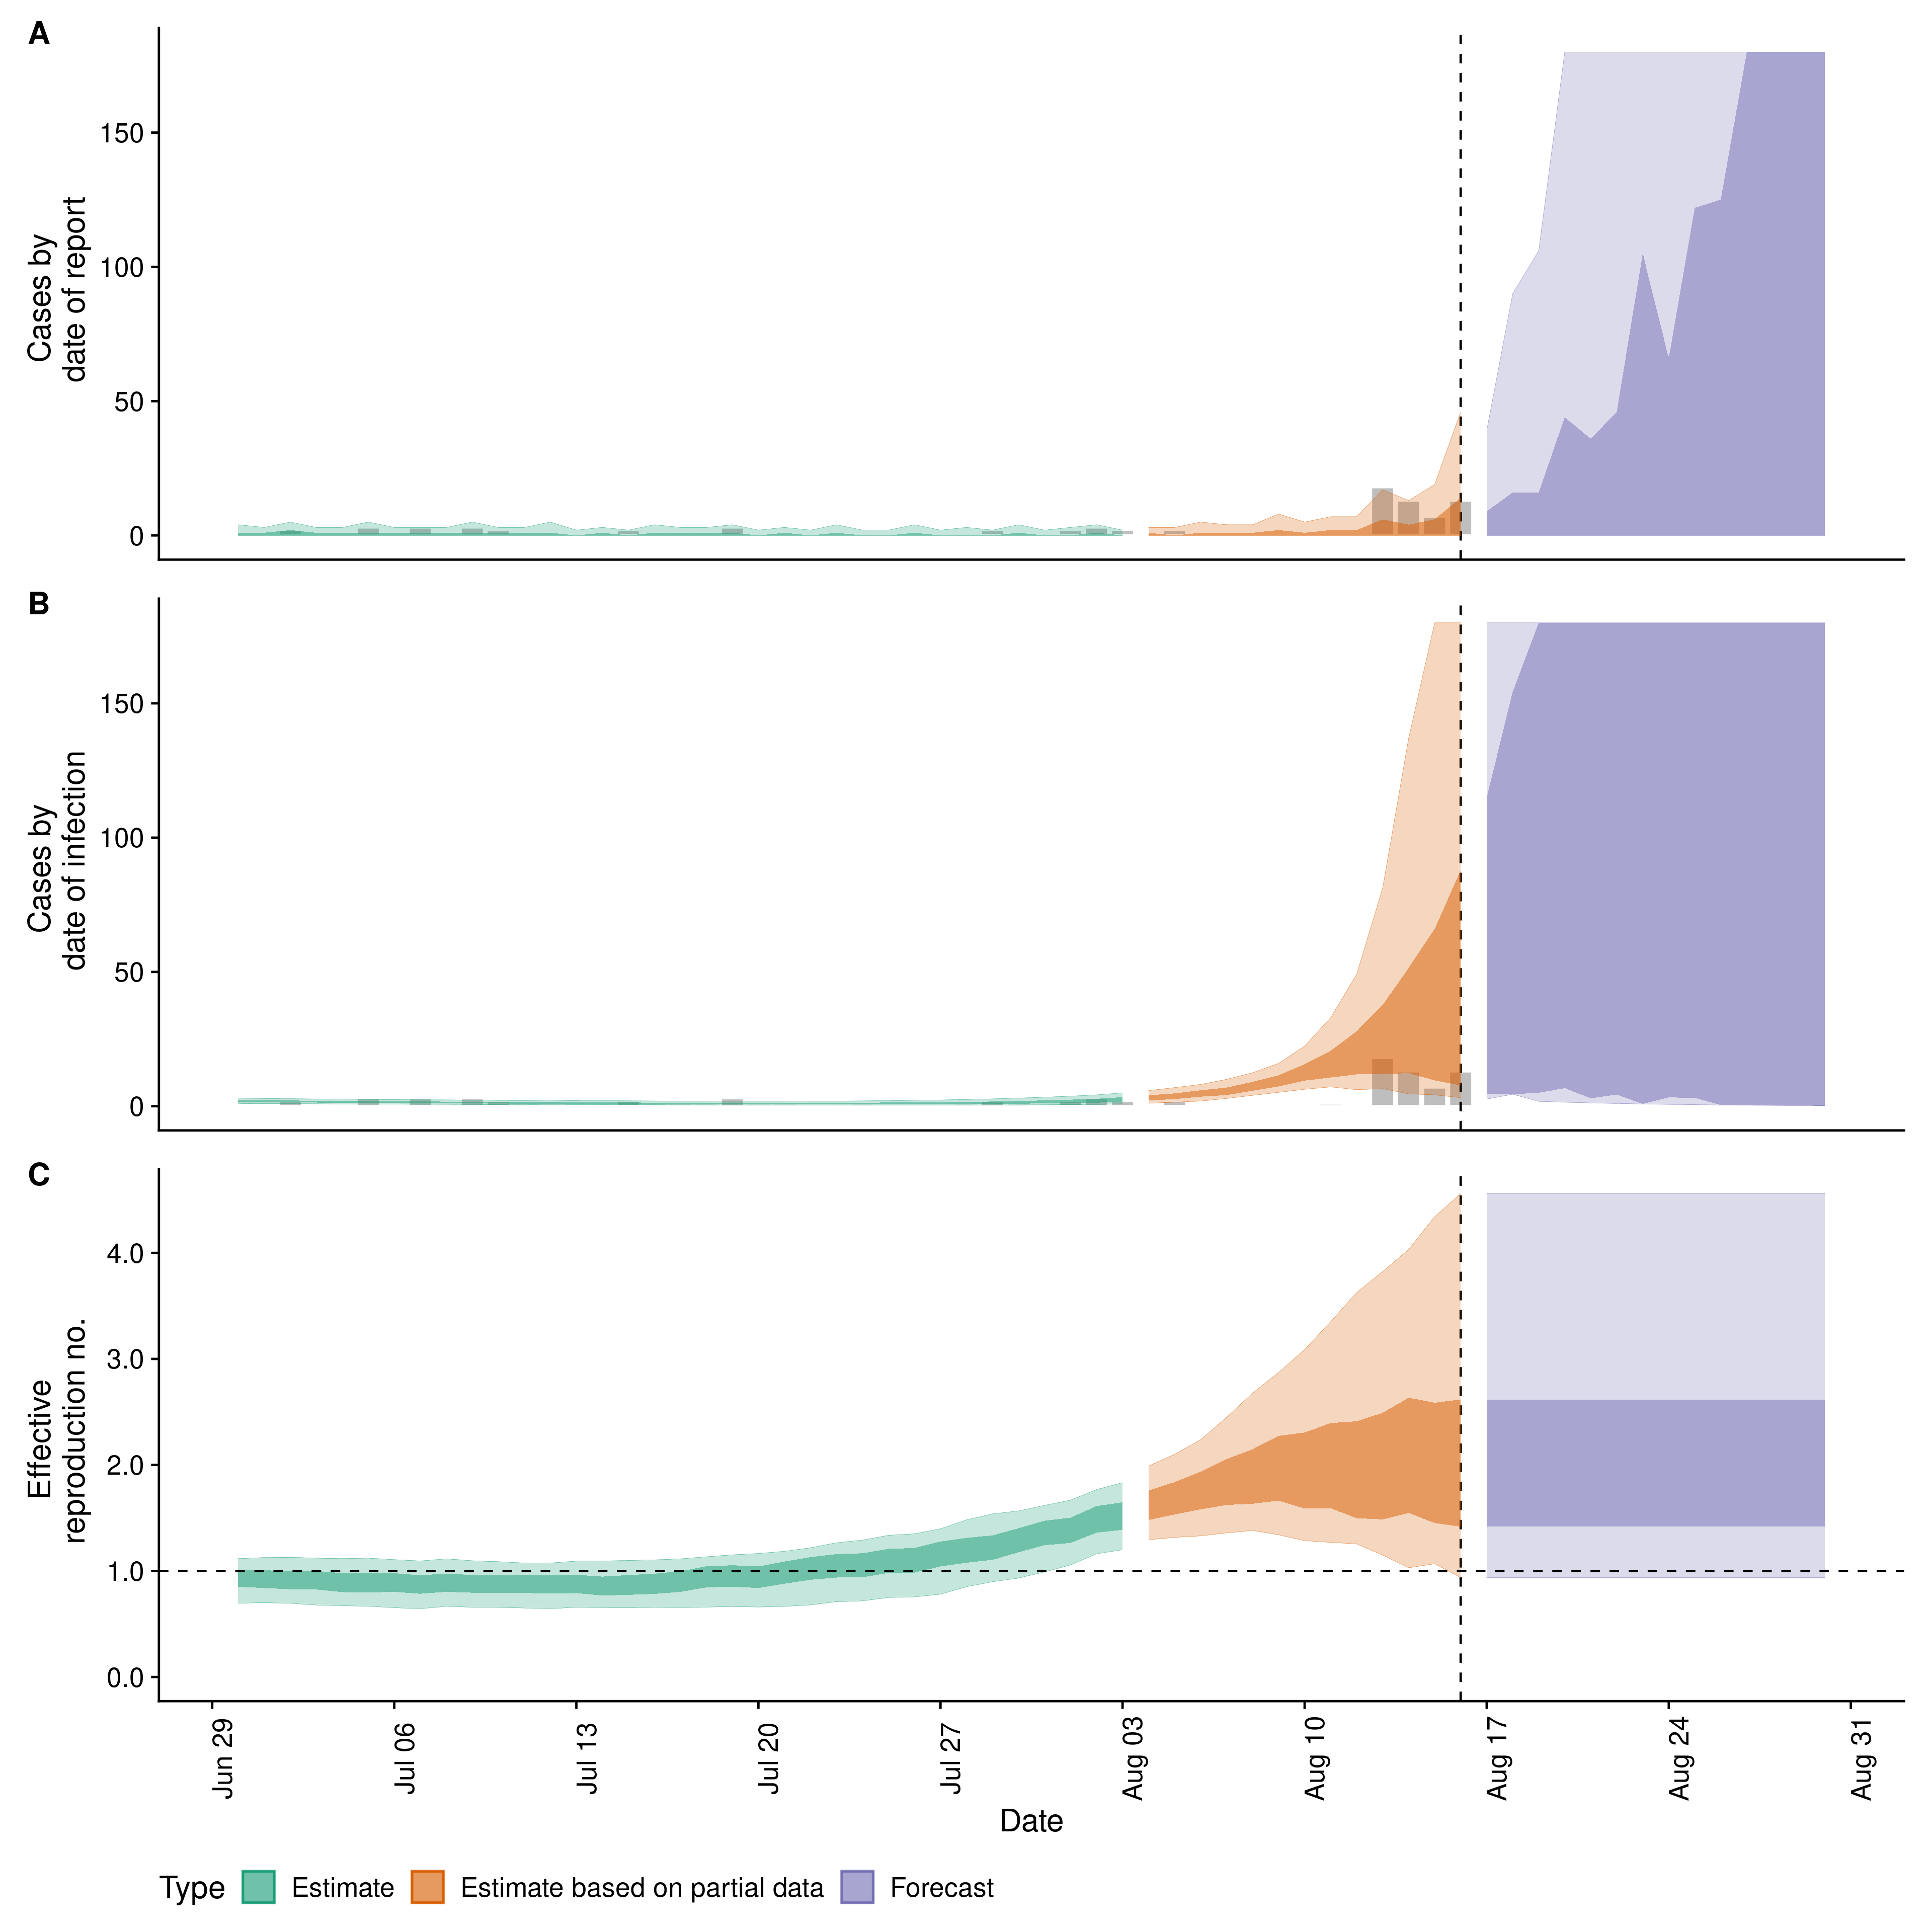 A
Cases by
date of report
150
100
50
0
B
Cases by
date of infection
150
100
50
0
C
Effective
reproduction no.
4.0
3.0
2.0
1.0
0.0
Jun 29
Jul 06
Jul 13
Jul 20
Jul 27
Aug 03
Aug 10
Aug 17
Aug 24
Aug 31
Date
Type Estimate Estimate based on partial data Forecast